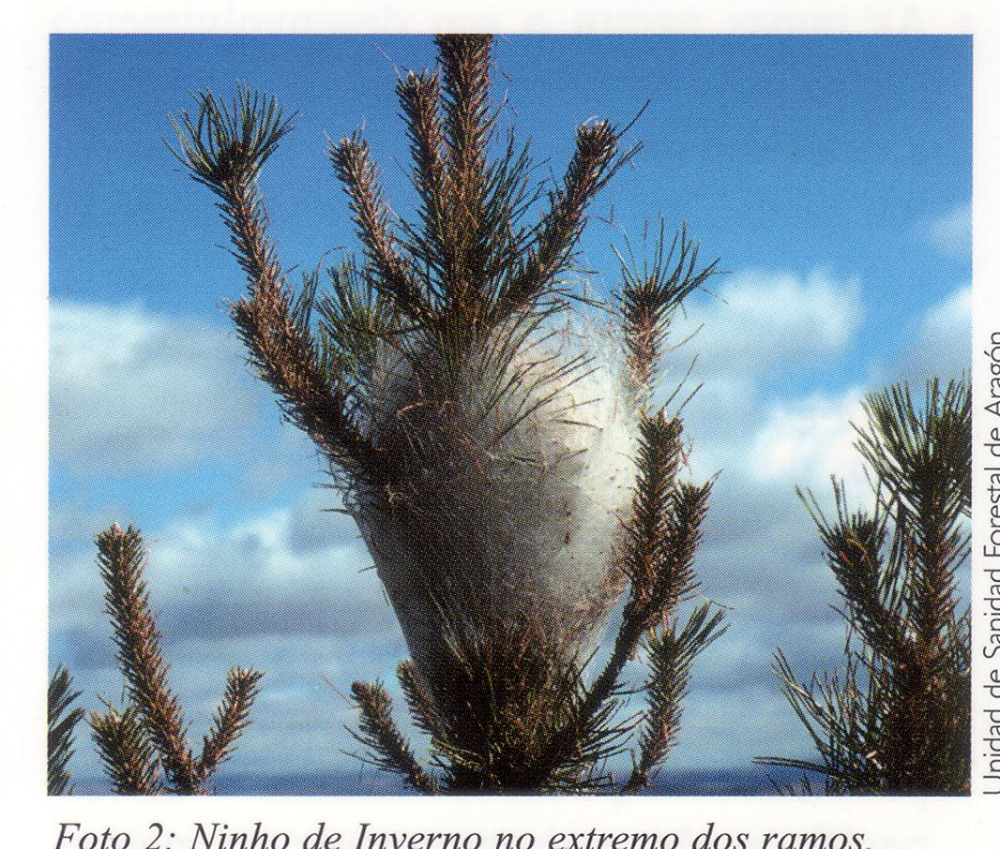 Unidad de Sanidad Forestal de Aragón
Foto 2: Ninho de Inverno no extremo dos ramos.